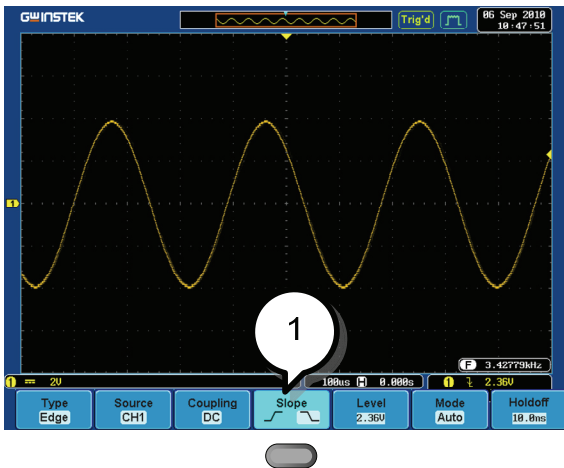 GWINSTEK
Trig'd
06 Sep 2010
10:47:51
1
1
F 3.42779kHz
1 2V
100us H 0.000s
1 2.36V
Type
Edge
Source
CH1
Coupling
DC
Slope
Level
2.36V
Mode
Auto
Holdoff
10.0ns